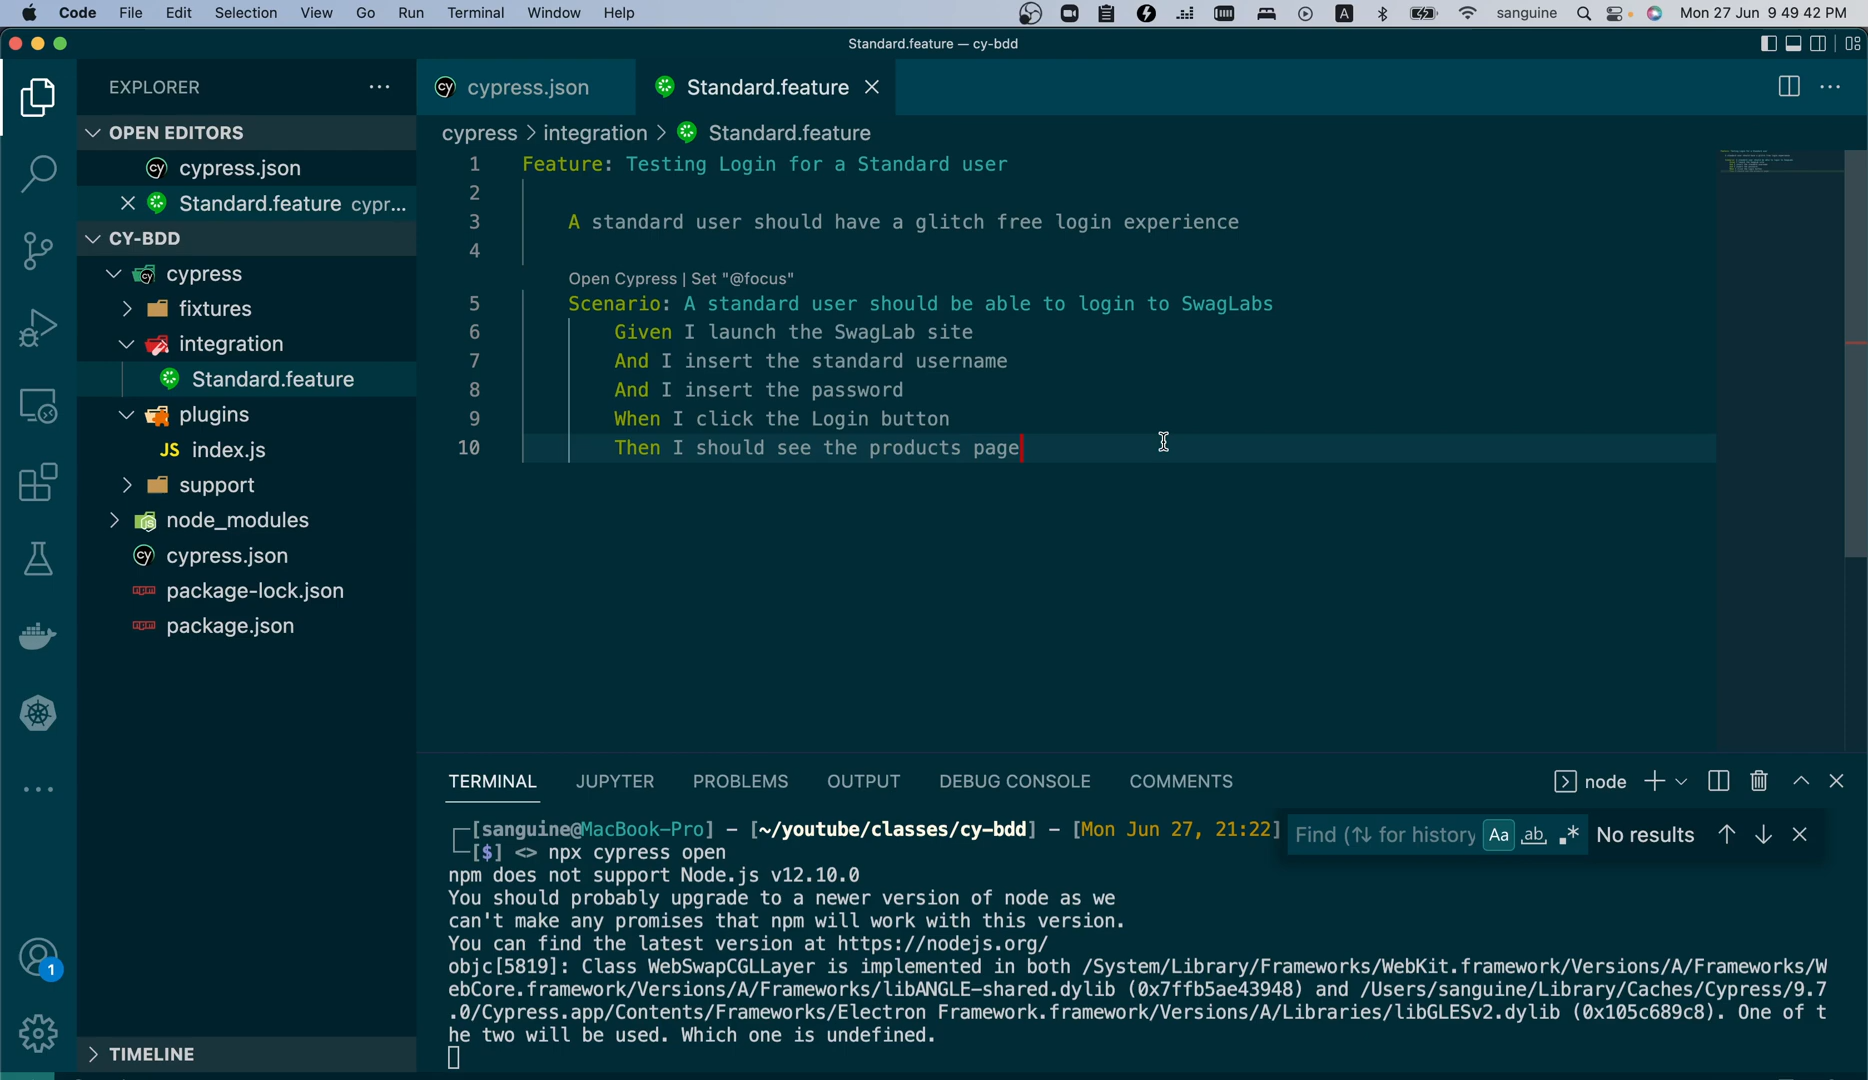 Code File Edit Selection View Go Run Terminal Window Help A sanguine Mon 27 Jun 9 49 42 PM
Standard.feature — cy-bdd
EXPLORER
OPEN EDITORS
cypress.json
Standard.feature cypr...
CY-BDD
cypress
fixtures
integration
Standard.feature
plugins
JS index.js
support
node_modules
cypress.json
package-lock.json
package.json
1
TIMELINE
cypress.json Standard.feature
cypress > integration > Standard.feature
1 Feature: Testing Login for a Standard user
2
3 A standard user should have a glitch free login experience
4
Open Cypress | Set "@focus"
5 Scenario: A standard user should be able to login to SwagLabs
6 Given I launch the SwagLab site
7 And I insert the standard username
8 And I insert the password
9 When I click the Login button
10 Then I should see the products page
TERMINAL JUPYTER PROBLEMS OUTPUT DEBUG CONSOLE COMMENTS node
Find (⇅ for history Aa ab .* No results
[sanguine@MacBook-Pro] - [~/youtube/classes/cy-bdd] - [Mon Jun 27, 21:22]
[$] <> npx cypress open
npm does not support Node.js v12.10.0
You should probably upgrade to a newer version of node as we
can't make any promises that npm will work with this version.
You can find the latest version at https://nodejs.org/
objc[5819]: Class WebSwapCGLLayer is implemented in both /System/Library/Frameworks/WebKit.framework/Versions/A/Frameworks/W
ebCore.framework/Versions/A/Frameworks/libANGLE-shared.dylib (0x7ffb5ae43948) and /Users/sanguine/Library/Caches/Cypress/9.7
.0/Cypress.app/Contents/Frameworks/Electron Framework.framework/Versions/A/Libraries/libGLESv2.dylib (0x105c689c8). One of t
he two will be used. Which one is undefined.